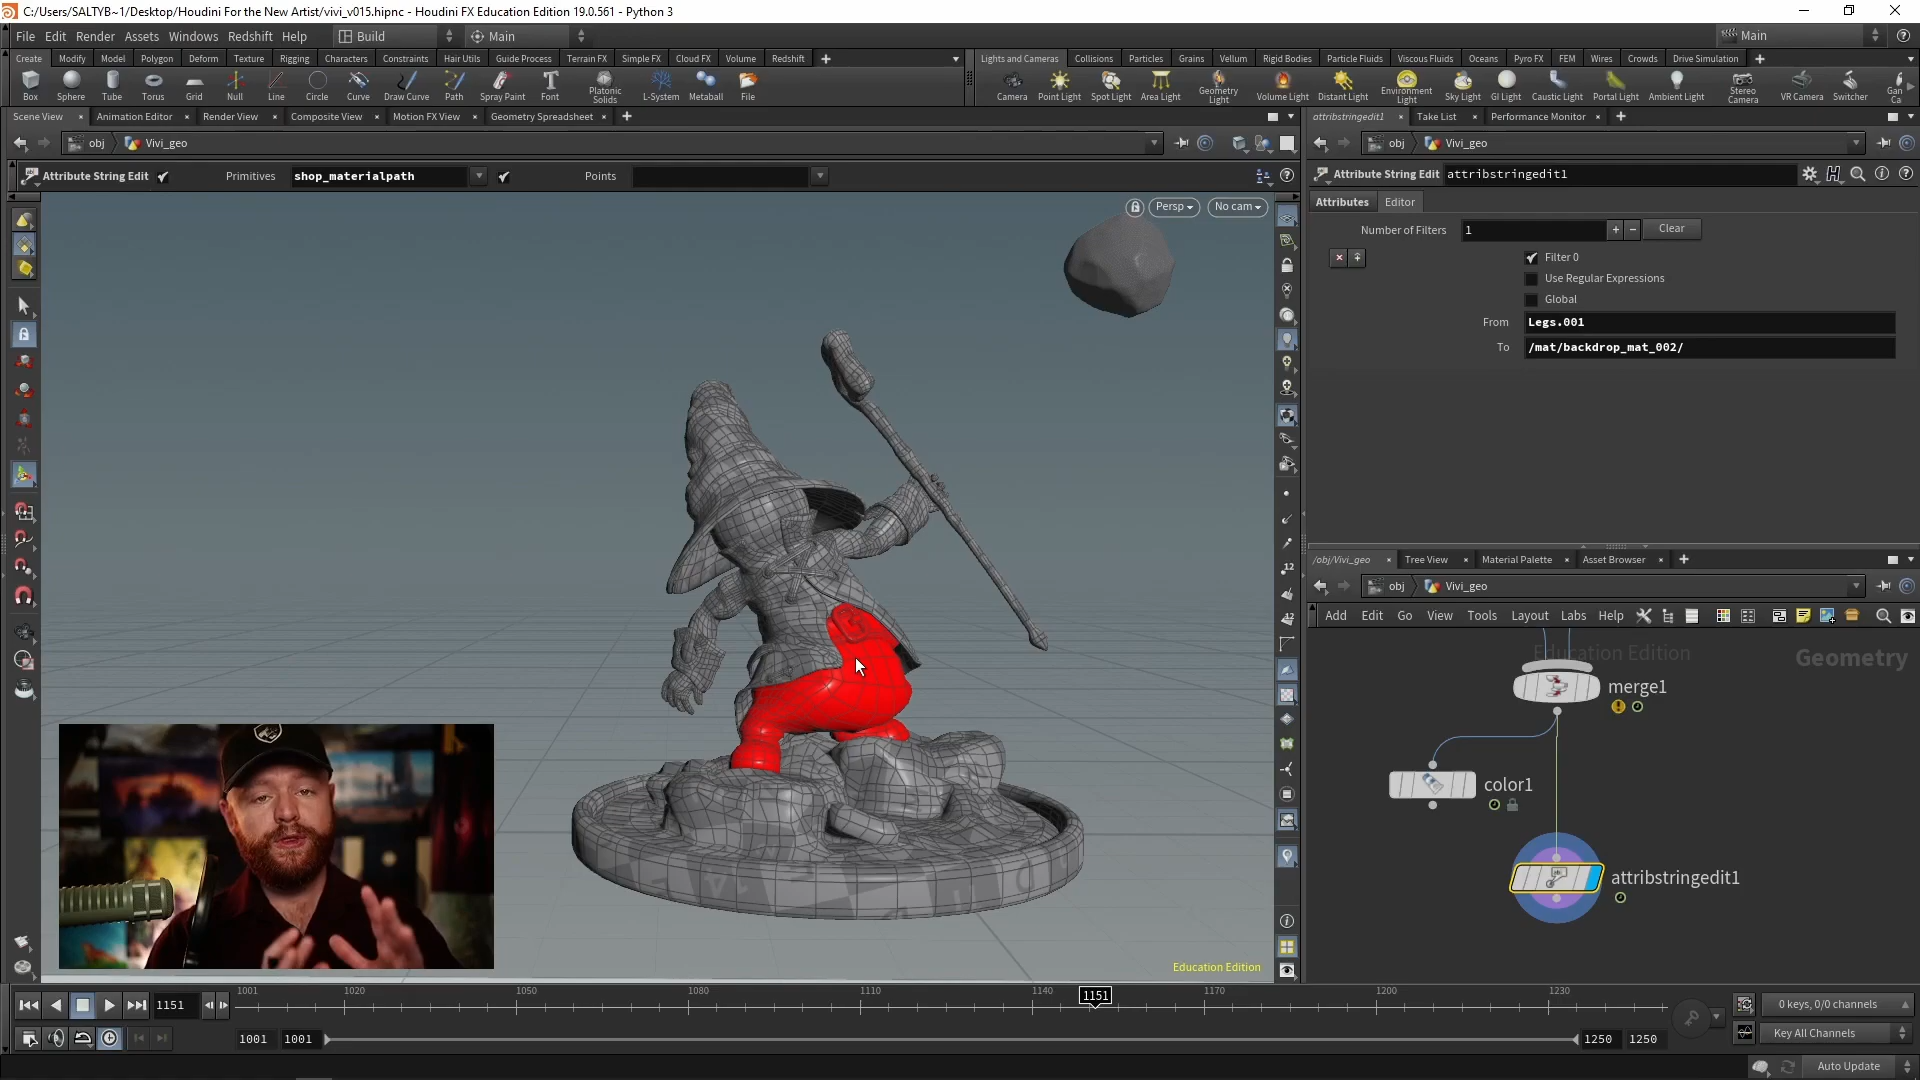 C:/Users/SALTYB~1/Desktop/Houdini For the New Artist/vivi_v015.hipnc - Houdini FX Education Edition 19.0.561 - Python 3
File Edit Render Assets Windows Redshift Help Build Main Main
Create Modify Model Polygon Deform Texture Rigging Characters Constraints Hair Utils Guide Process Terrain FX Simple FX Cloud FX Volume Redshift
Lights and Cameras Collisions Particles Grains Vellum Rigid Bodies Particle Fluids Viscous Fluids Oceans Pyro FX FEM Wires Crowds Drive Simulation
Box Sphere Tube Torus Grid Null Line Circle Curve Draw Curve Path Spray Paint Font Platonic Solids L-System Metaball File
Camera Point Light Spot Light Area Light Geometry Light Volume Light Distant Light Environment Light Sky Light GI Light Caustic Light Portal Light Ambient Light Stereo Camera VR Camera Switcher Gan Ca
Scene View Animation Editor Render View Composite View Motion FX View Geometry Spreadsheet
attribstringedit1 Take List Performance Monitor
obj Vivi_geo
obj Vivi_geo
Attribute String Edit Primitives shop_materialpath Points
Attribute String Edit attribstringedit1
Persp No cam
Attributes Editor
Number of Filters 1 Clear
Filter 0
Use Regular Expressions
Global
From Legs.001
To /mat/backdrop_mat_002/
/obj/Vivi_geo Tree View Material Palette Asset Browser
obj Vivi_geo
Add Edit Go View Tools Layout Labs Help
Education Edition
Geometry
merge1
color1
attribstringedit1
Education Edition
1151 1001 1020 1050 1080 1110 1140 1151 1170 1200 1230
0 keys, 0/0 channels
1001 1001 1250 1250 Key All Channels
Auto Update